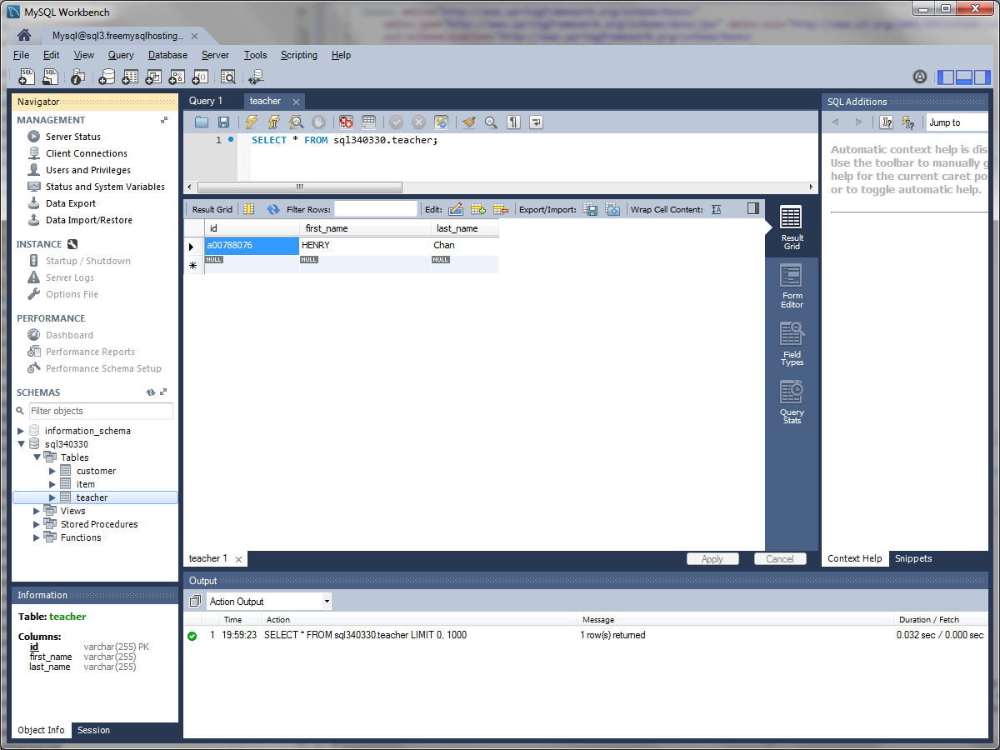 MySQL Workbench
Mysql@sql3.freemysqlhosting...
File Edit View Query Database Server Tools Scripting Help
Navigator
MANAGEMENT
Server Status
Client Connections
Users and Privileges
Status and System Variables
Data Export
Data Import/Restore
INSTANCE
Startup / Shutdown
Server Logs
Options File
PERFORMANCE
Dashboard
Performance Reports
Performance Schema Setup
SCHEMAS
Filter objects
information_schema
sql340330
Tables
customer
item
teacher
Views
Stored Procedures
Functions
Information
Table: teacher
Columns:
id varchar(255) PK
first_name varchar(255)
last_name varchar(255)
Object Info Session
Query 1 teacher
1 SELECT * FROM sql340330.teacher;
Result Grid Filter Rows: Edit: Export/Import: Wrap Cell Content:
id first_name last_name
a00788076 HENRY Chan
NULL NULL NULL
Result Grid
Form Editor
Field Types
Query Stats
teacher 1 Apply Cancel
SQL Additions
Jump to
Automatic context help is dis
Use the toolbar to manually g
help for the current caret po
or to toggle automatic help.
Context Help Snippets
Output
Action Output
Time Action Message Duration / Fetch
1 19:59:23 SELECT * FROM sql340330.teacher LIMIT 0, 1000 1 row(s) returned 0.032 sec / 0.000 sec